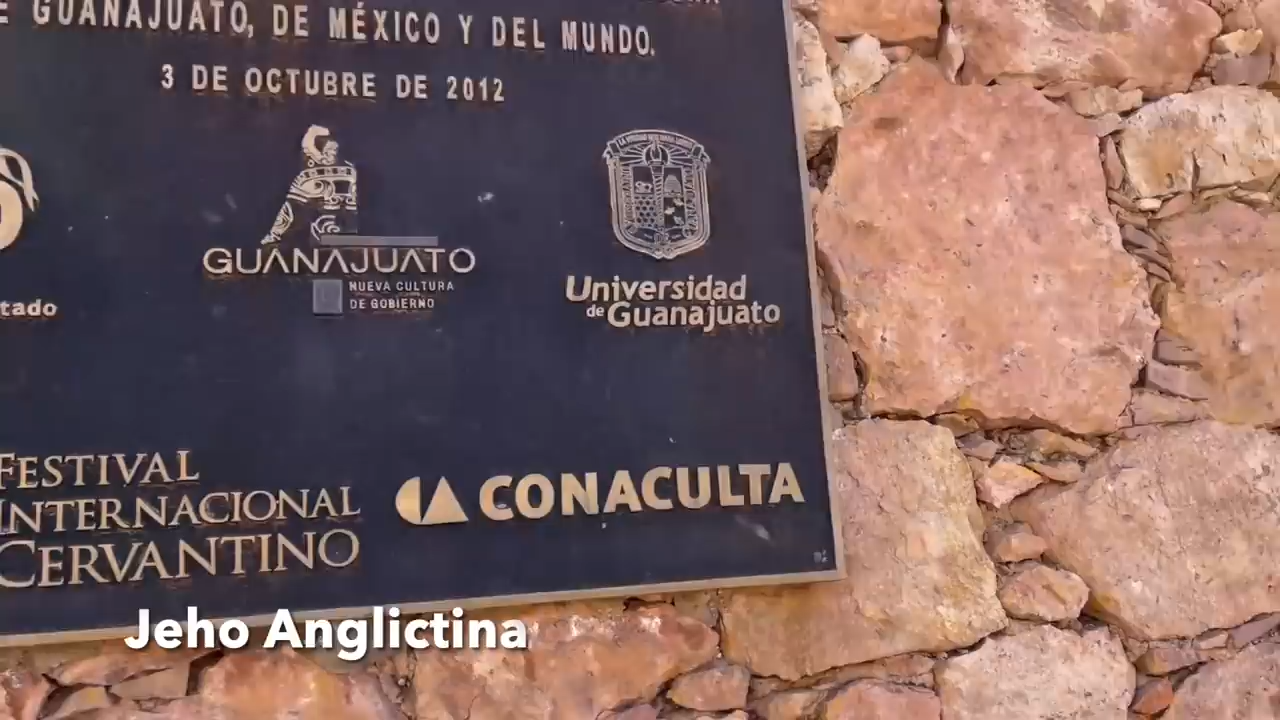 GUANAJUATO, DE MÉXICO Y DEL MUNDO.
3 DE OCTUBRE DE 2012
GUANAJUATO
NUEVA CULTURA
DE GOBIERNO
Universidad
de Guanajuato
tado
FESTIVAL
INTERNACIONAL
CERVANTINO
CONACULTA
Jeho Anglictina